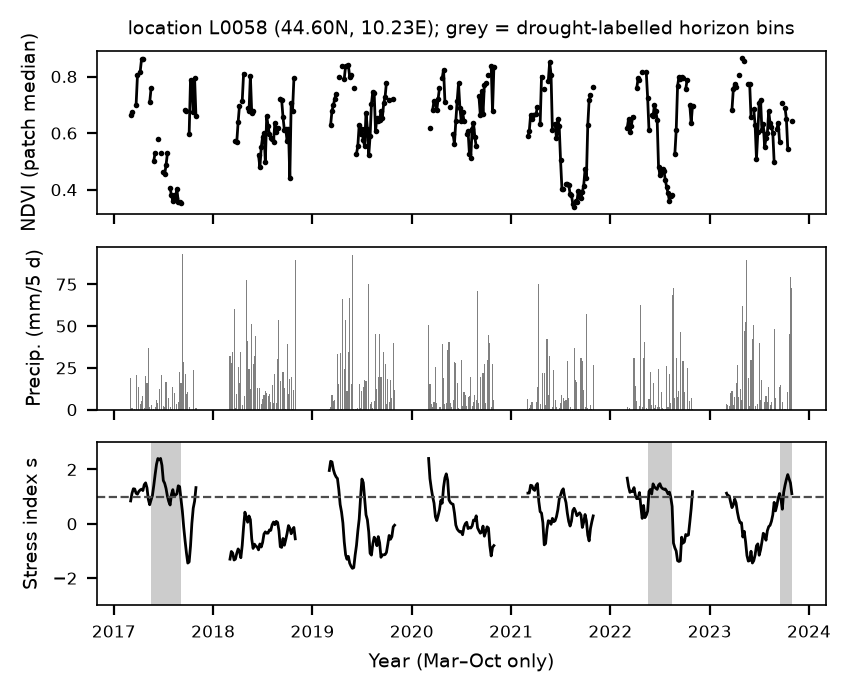 location L0058 (44.60N, 10.23E); grey = drought-labelled horizon bins
NDVI (patch median)
0.8
0.6
0.4
Precip. (mm/5 d)
75
50
25
0
Stress index s
2
0
−2
2017 2018 2019 2020 2021 2022 2023 2024
Year (Mar–Oct only)